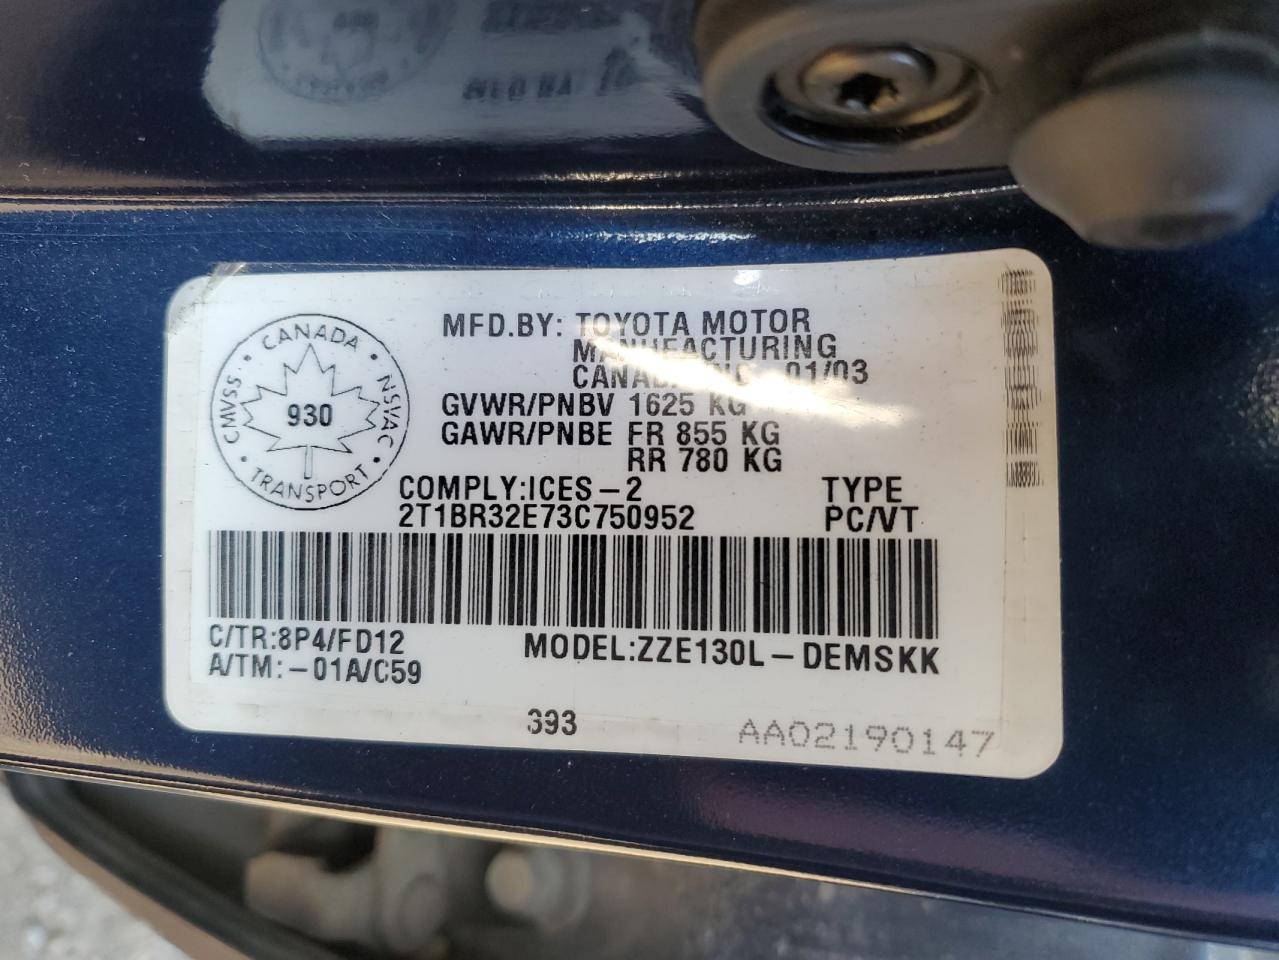 CANADA
CMVSS
NSVAC
930
TRANSPORT
MFD.BY: TOYOTA MOTOR
MANUFACTURING
CANADA INC. 01/03
GVWR/PNBV 1625 KG
GAWR/PNBE FR 855 KG
RR 780 KG
COMPLY:ICES-2 TYPE
2T1BR32E73C750952 PC/VT
C/TR:8P4/FD12 MODEL:ZZE130L-DEMSKK
A/TM:-01A/C59
393 AA02190147